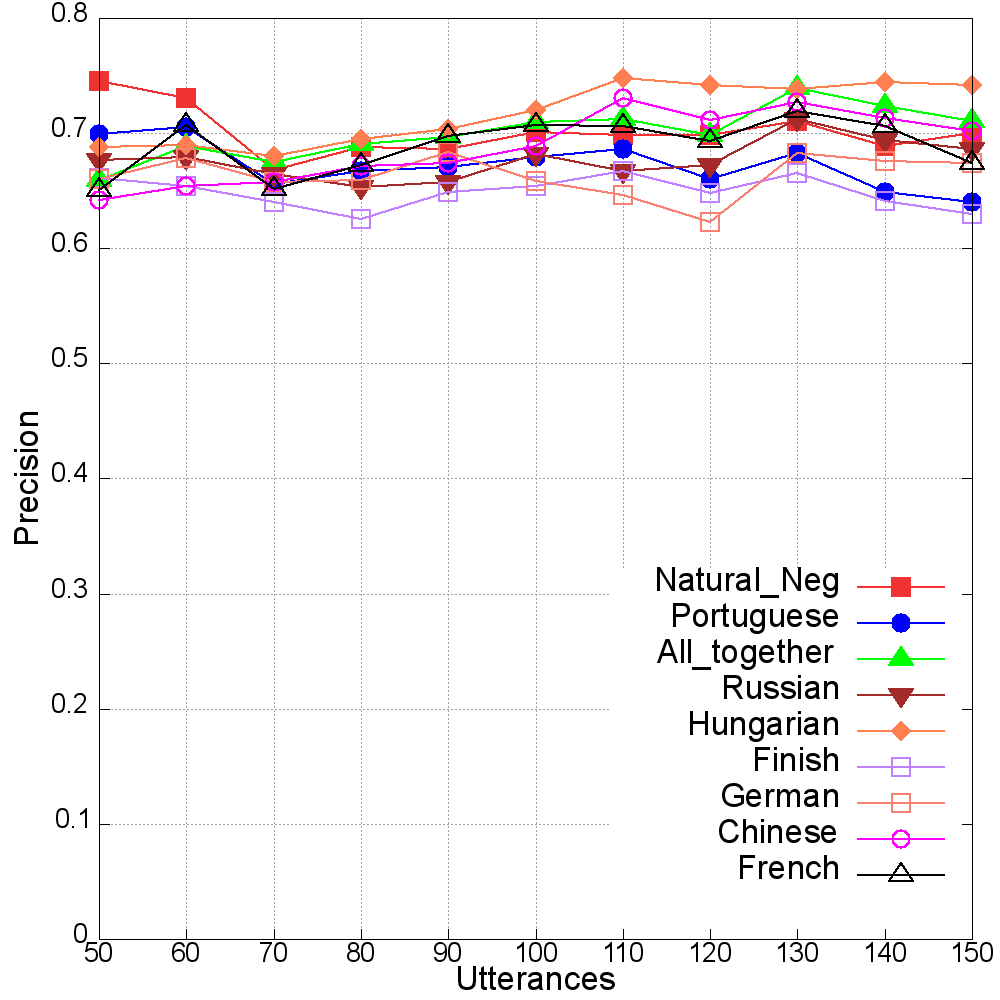 0.8
0.7
0.6
0.5
0.4
0.3
0.2
0.1
0
Precision
Natural_Neg
Portuguese
All_together
Russian
Hungarian
Finish
German
Chinese
French
50 60 70 80 90 100 110 120 130 140 150
Utterances